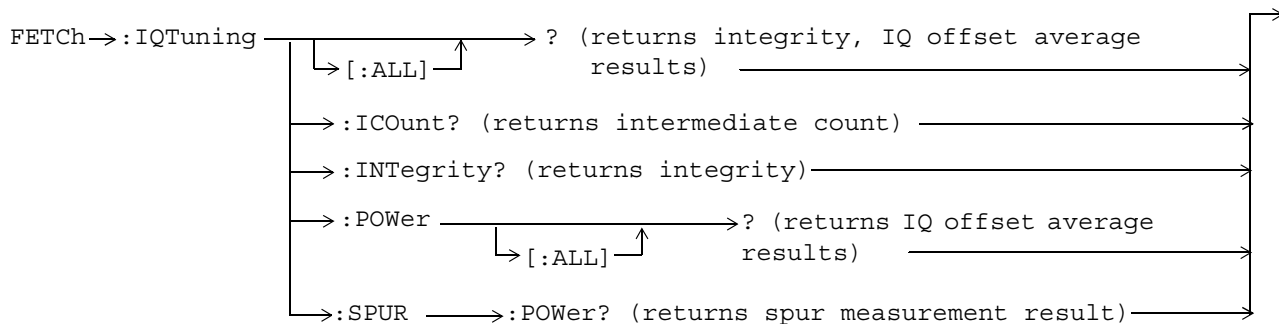 FETCh :IQTuning ? (returns integrity, IQ offset average
[:ALL] results)
:ICOunt? (returns intermediate count)
:INTegrity? (returns integrity)
:POWer ? (returns IQ offset average
[:ALL] results)
:SPUR :POWer? (returns spur measurement result)